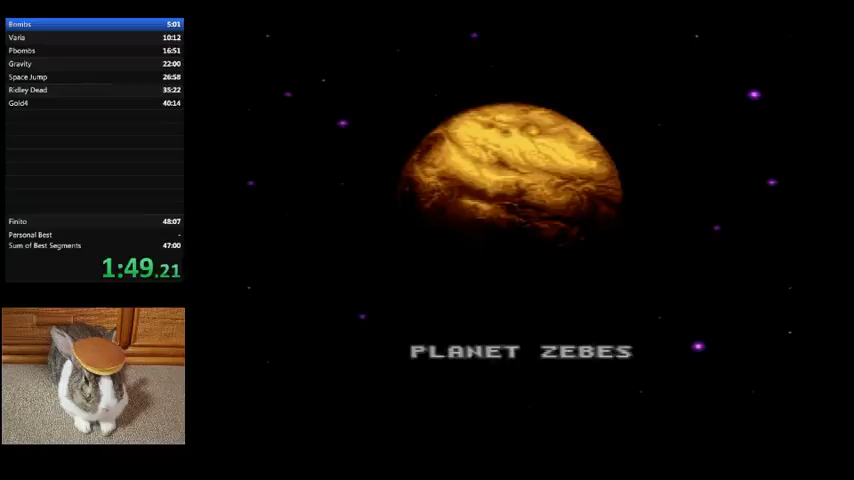 Bombs 5:01
Varia 10:12
Pbombs 16:51
Gravity 22:00
Space Jump 26:58
Ridley Dead 35:22
Gold4 40:14
Finito 48:07
Personal Best -
Sum of Best Segments 47:00
1:49.21
PLANET ZEBES